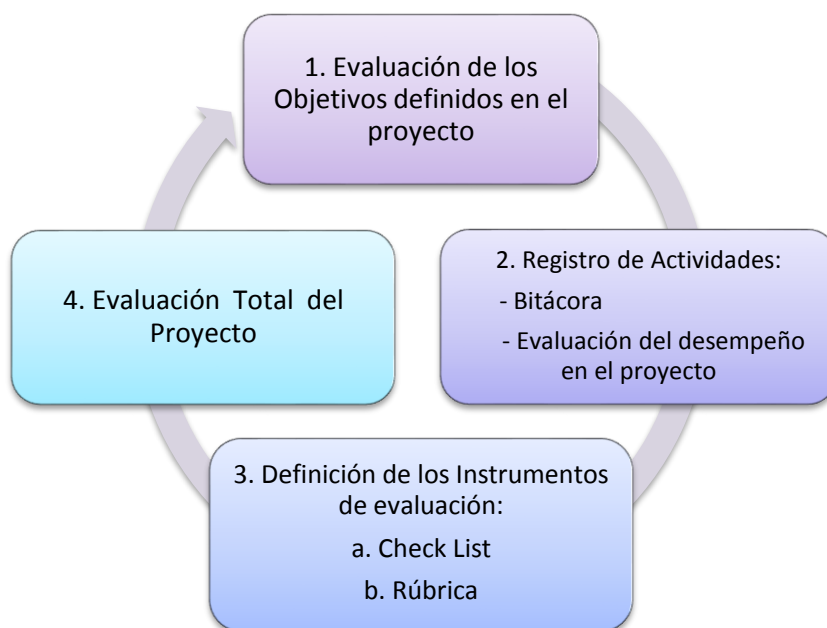 1. Evaluación de los
Objetivos definidos en el
proyecto
2. Registro de Actividades:
- Bitácora
- Evaluación del desempeño
en el proyecto
3. Definición de los Instrumentos
de evaluación:
a. Check List
b. Rúbrica
4. Evaluación Total del
Proyecto